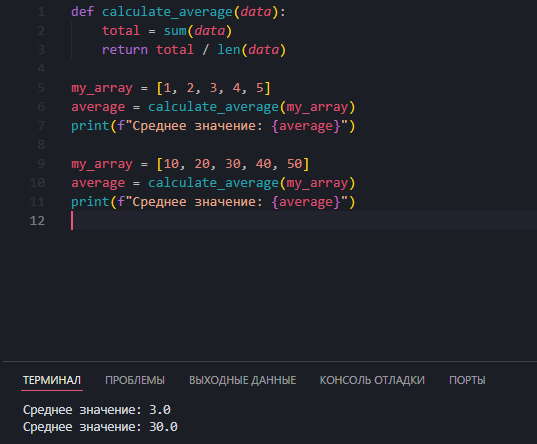 1 def calculate_average(data):
2     total = sum(data)
3     return total / len(data)
4
5 my_array = [1, 2, 3, 4, 5]
6 average = calculate_average(my_array)
7 print(f"Среднее значение: {average}")
8
9 my_array = [10, 20, 30, 40, 50]
10 average = calculate_average(my_array)
11 print(f"Среднее значение: {average}")
12
ТЕРМИНАЛ ПРОБЛЕМЫ ВЫХОДНЫЕ ДАННЫЕ КОНСОЛЬ ОТЛАДКИ ПОРТЫ
Среднее значение: 3.0
Среднее значение: 30.0